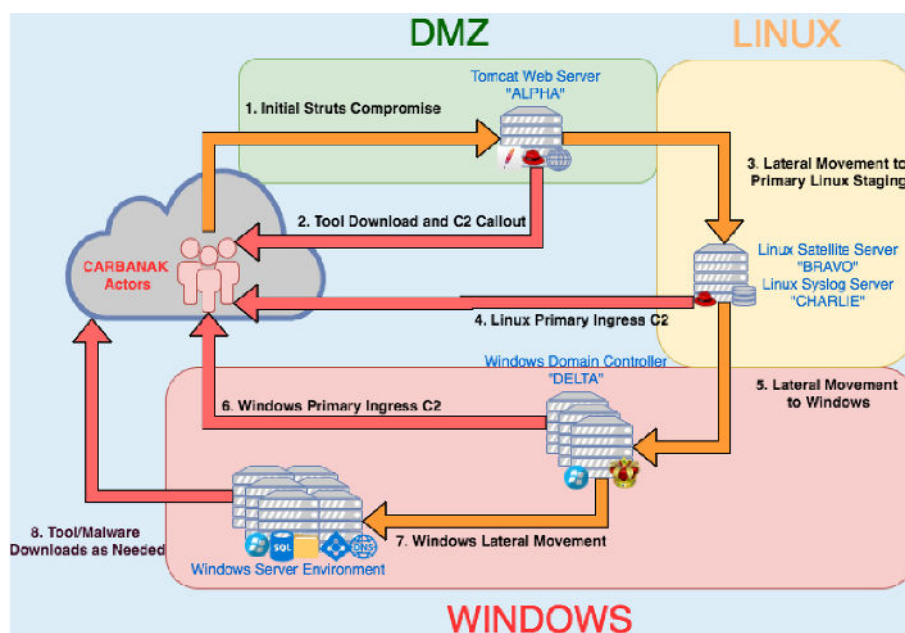 DMZ
LINUX
Tomcat Web Server
"ALPHA"
1. Initial Struts Compromise
3. Lateral Movement to
Primary Linux Staging
2. Tool Download and C2 Callout
CARBANAK
Actors
Linux Satellite Server
"BRAVO"
Linux Syslog Server
"CHARLIE"
4. Linux Primary Ingress C2
Windows Domain Controller
"DELTA"
5. Lateral Movement
to Windows
6. Windows Primary Ingress C2
8. Tool/Malware
Downloads as Needed
7. Windows Lateral Movement
SQL
DNS
Windows Server Environment
WINDOWS